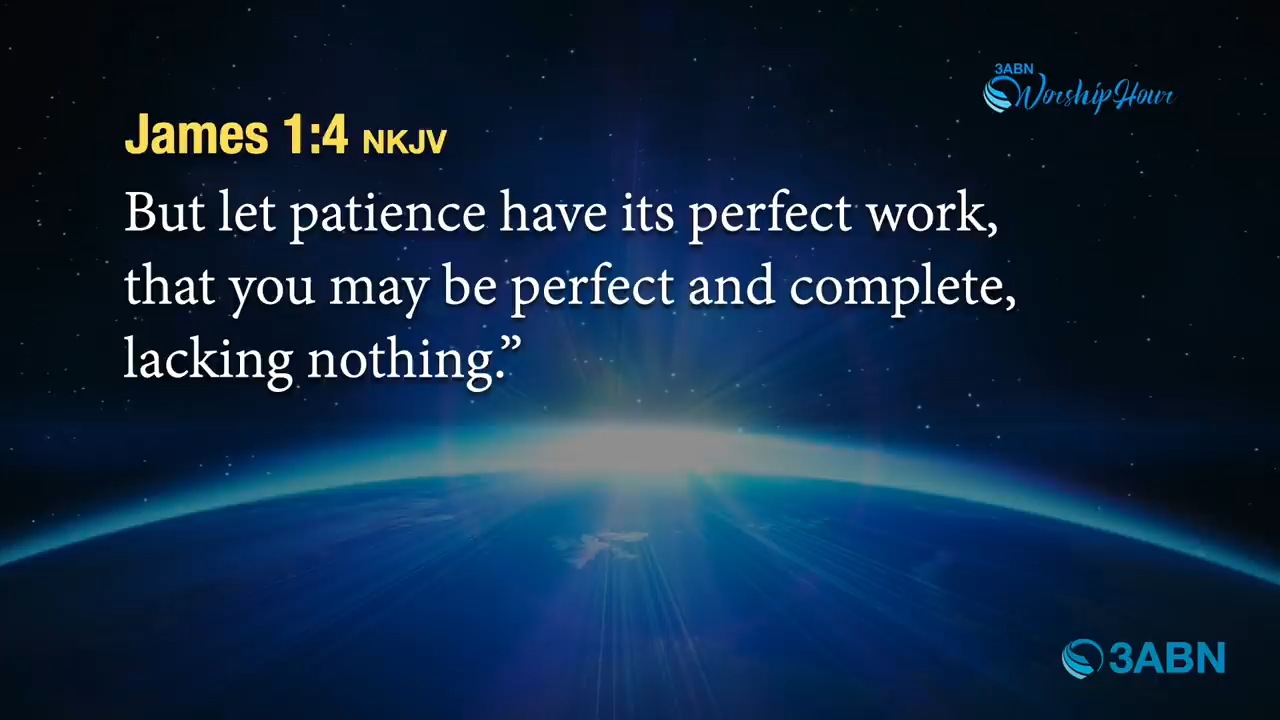 3ABN
Worship Hour
James 1:4 NKJV
But let patience have its perfect work,
that you may be perfect and complete,
lacking nothing.”
3ABN